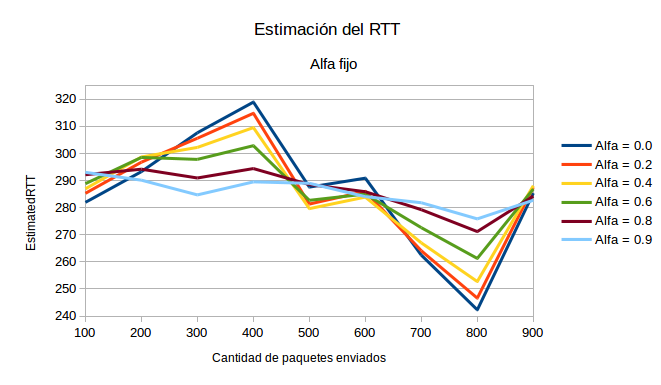 Estimación del RTT
Alfa fijo
EstimatedRTT
320
310
300
290
280
270
260
250
240
100 200 300 400 500 600 700 800 900
Cantidad de paquetes enviados
Alfa = 0.0
Alfa = 0.2
Alfa = 0.4
Alfa = 0.6
Alfa = 0.8
Alfa = 0.9